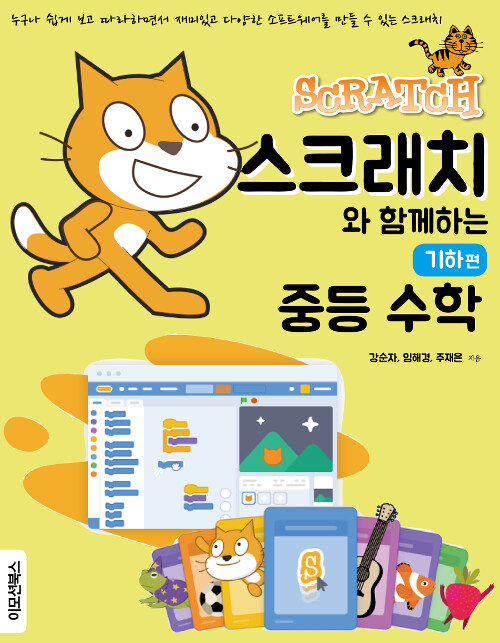 누구나 쉽게 보고 따라하면서 재미있고 다양한 소프트웨어를 만들 수 있는 스크래치
SCRATCH
스크래치
와 함께하는
기하편
중등 수학
강순자, 임해경, 주재은 지음
S
이모션북스